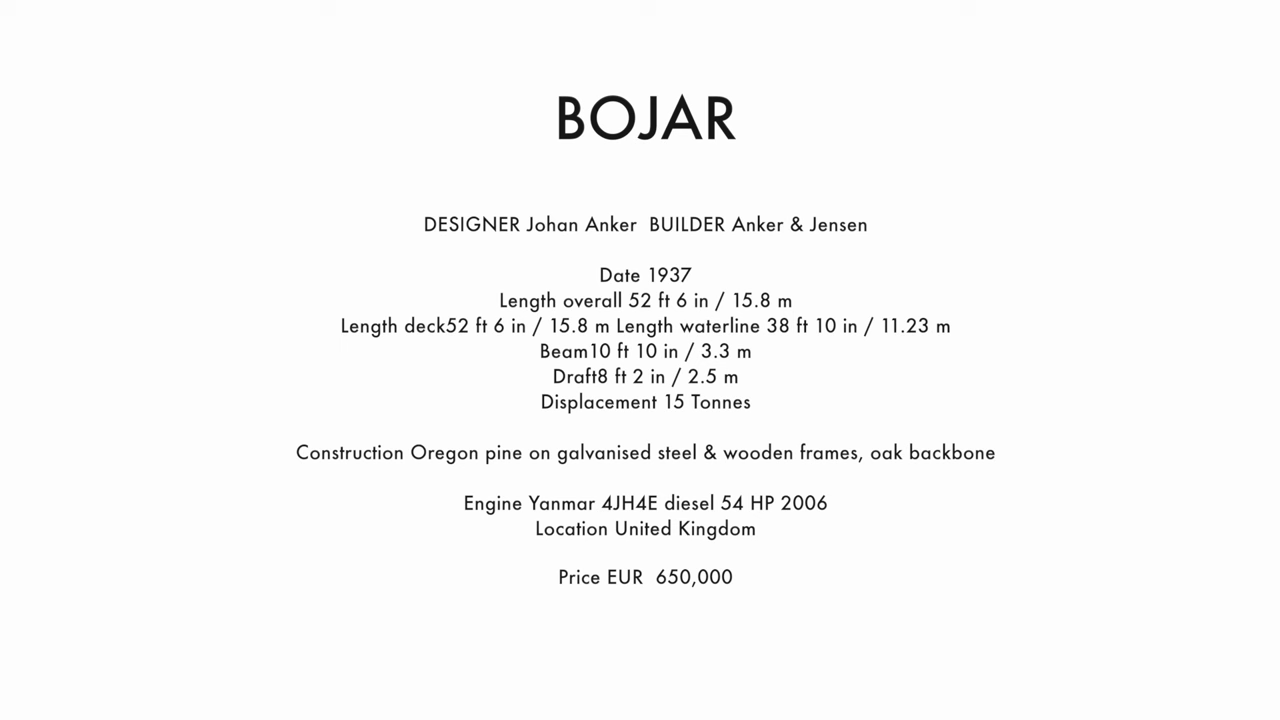 BOJAR
DESIGNER Johan Anker  BUILDER Anker & Jensen
Date 1937
Length overall 52 ft 6 in / 15.8 m
Length deck52 ft 6 in / 15.8 m Length waterline 38 ft 10 in / 11.23 m
Beam10 ft 10 in / 3.3 m
Draft8 ft 2 in / 2.5 m
Displacement 15 Tonnes
Construction Oregon pine on galvanised steel & wooden frames, oak backbone
Engine Yanmar 4JH4E diesel 54 HP 2006
Location United Kingdom
Price EUR  650,000